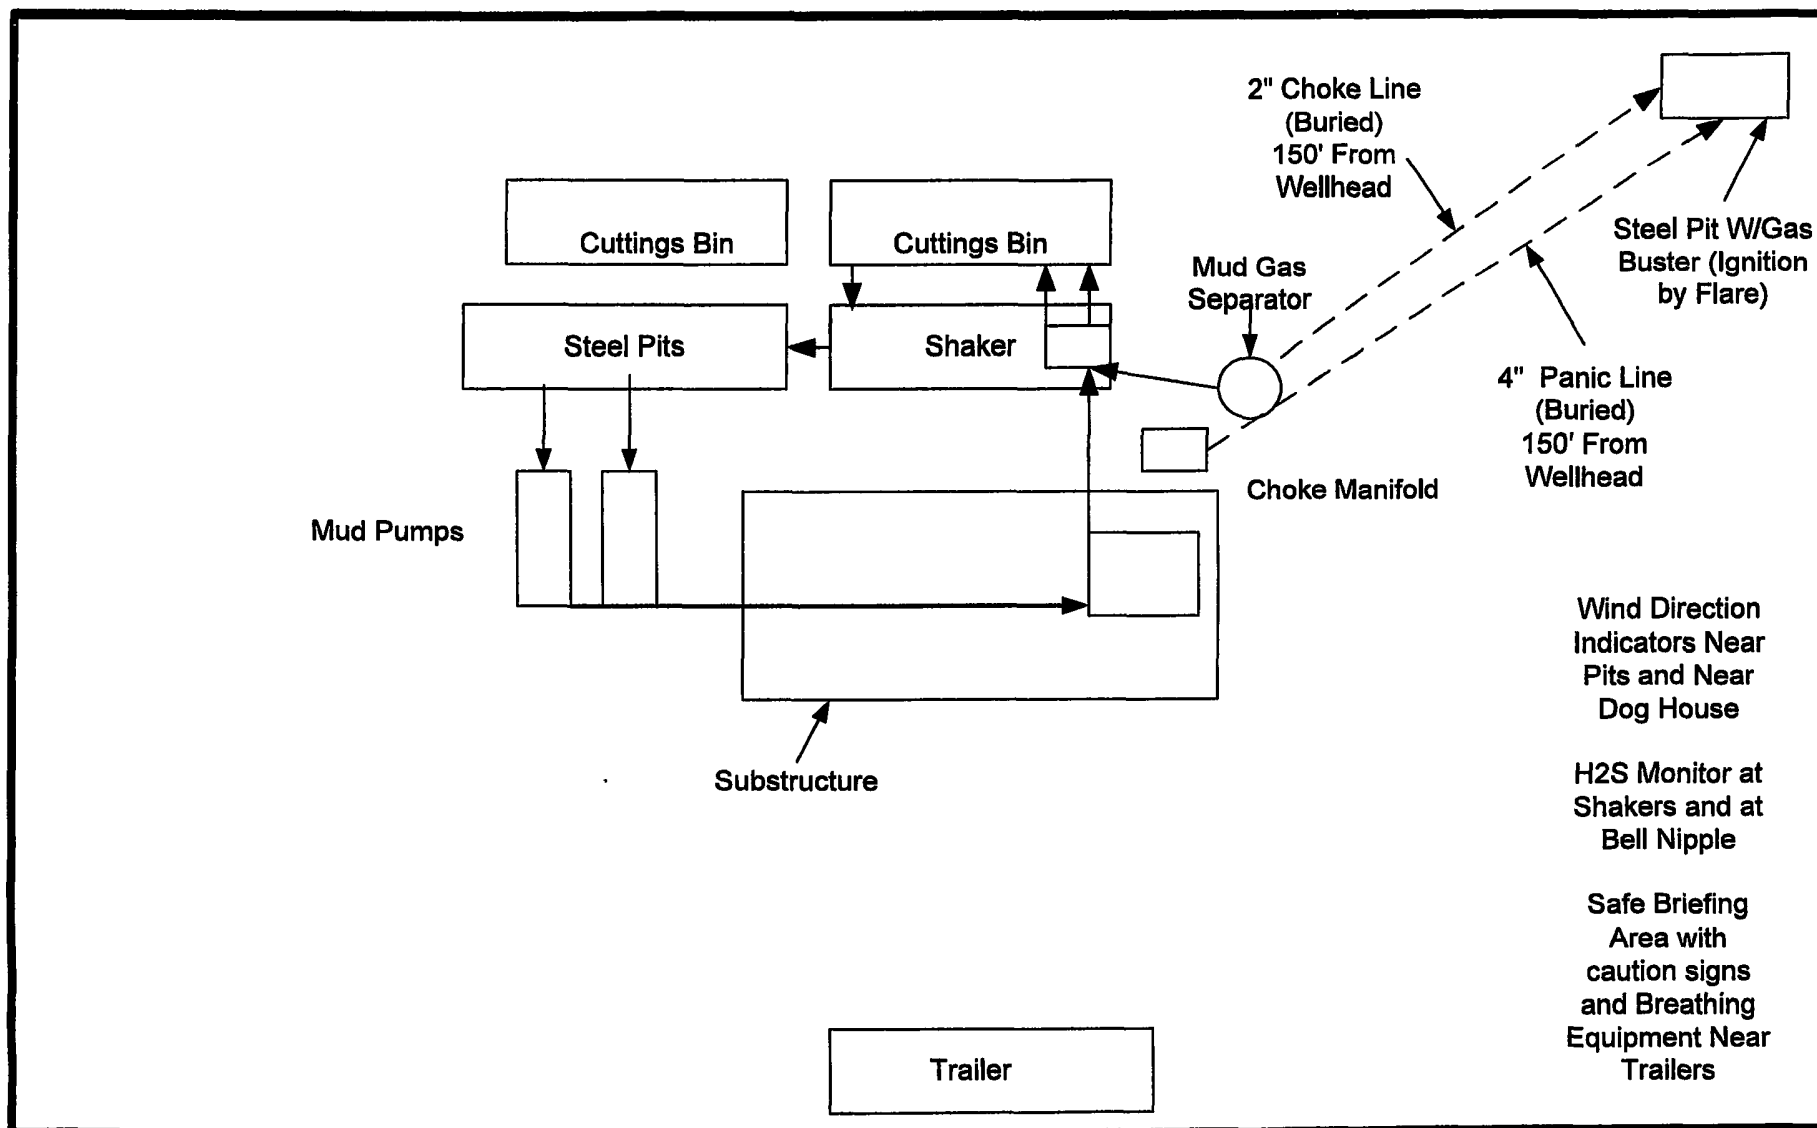 2" Choke Line
(Buried)
150' From
Wellhead
Cuttings Bin
Cuttings Bin
Steel Pit W/Gas
Buster (Ignition
by Flare)
Mud Gas
Separator
Steel Pits
Shaker
4" Panic Line
(Buried)
150' From
Wellhead
Choke Manifold
Mud Pumps
Wind Direction
Indicators Near
Pits and Near
Dog House
Substructure
H2S Monitor at
Shakers and at
Bell Nipple
Safe Briefing
Area with
caution signs
and Breathing
Equipment Near
Trailers
Trailer